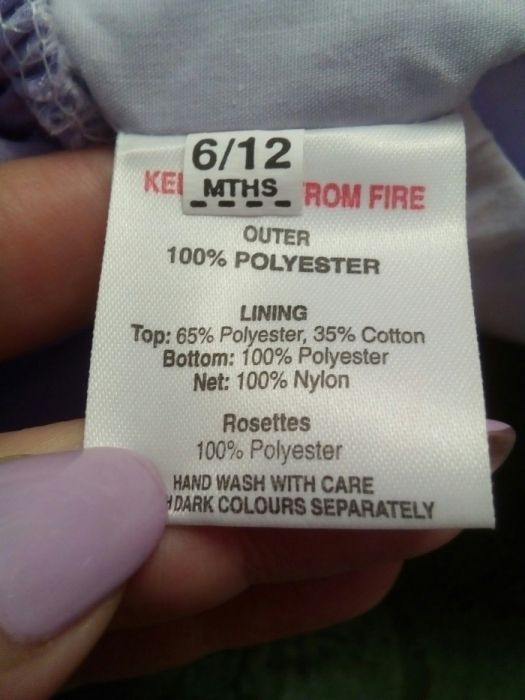 6/12
MTHS
KE ROM FIRE
OUTER
100% POLYESTER
LINING
Top: 65% Polyester, 35% Cotton
Bottom: 100% Polyester
Net: 100% Nylon
Rosettes
100% Polyester
HAND WASH WITH CARE
H DARK COLOURS SEPARATELY